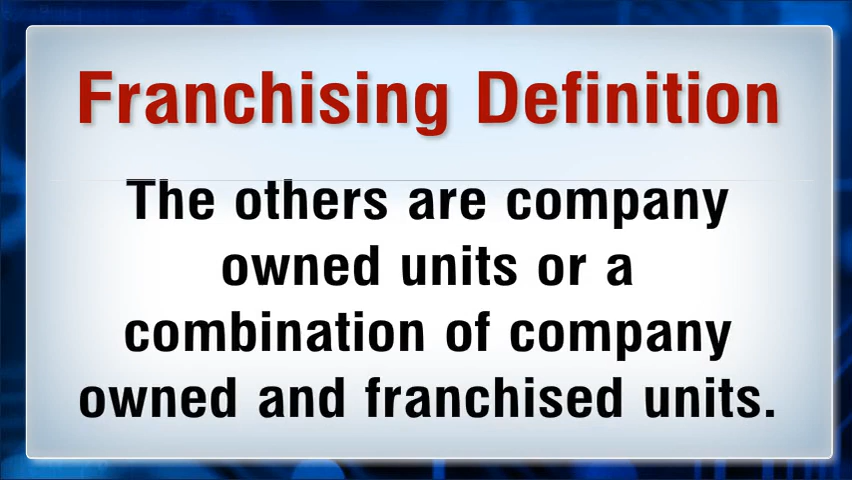 Franchising Definition
The others are company
owned units or a
combination of company
owned and franchised units.